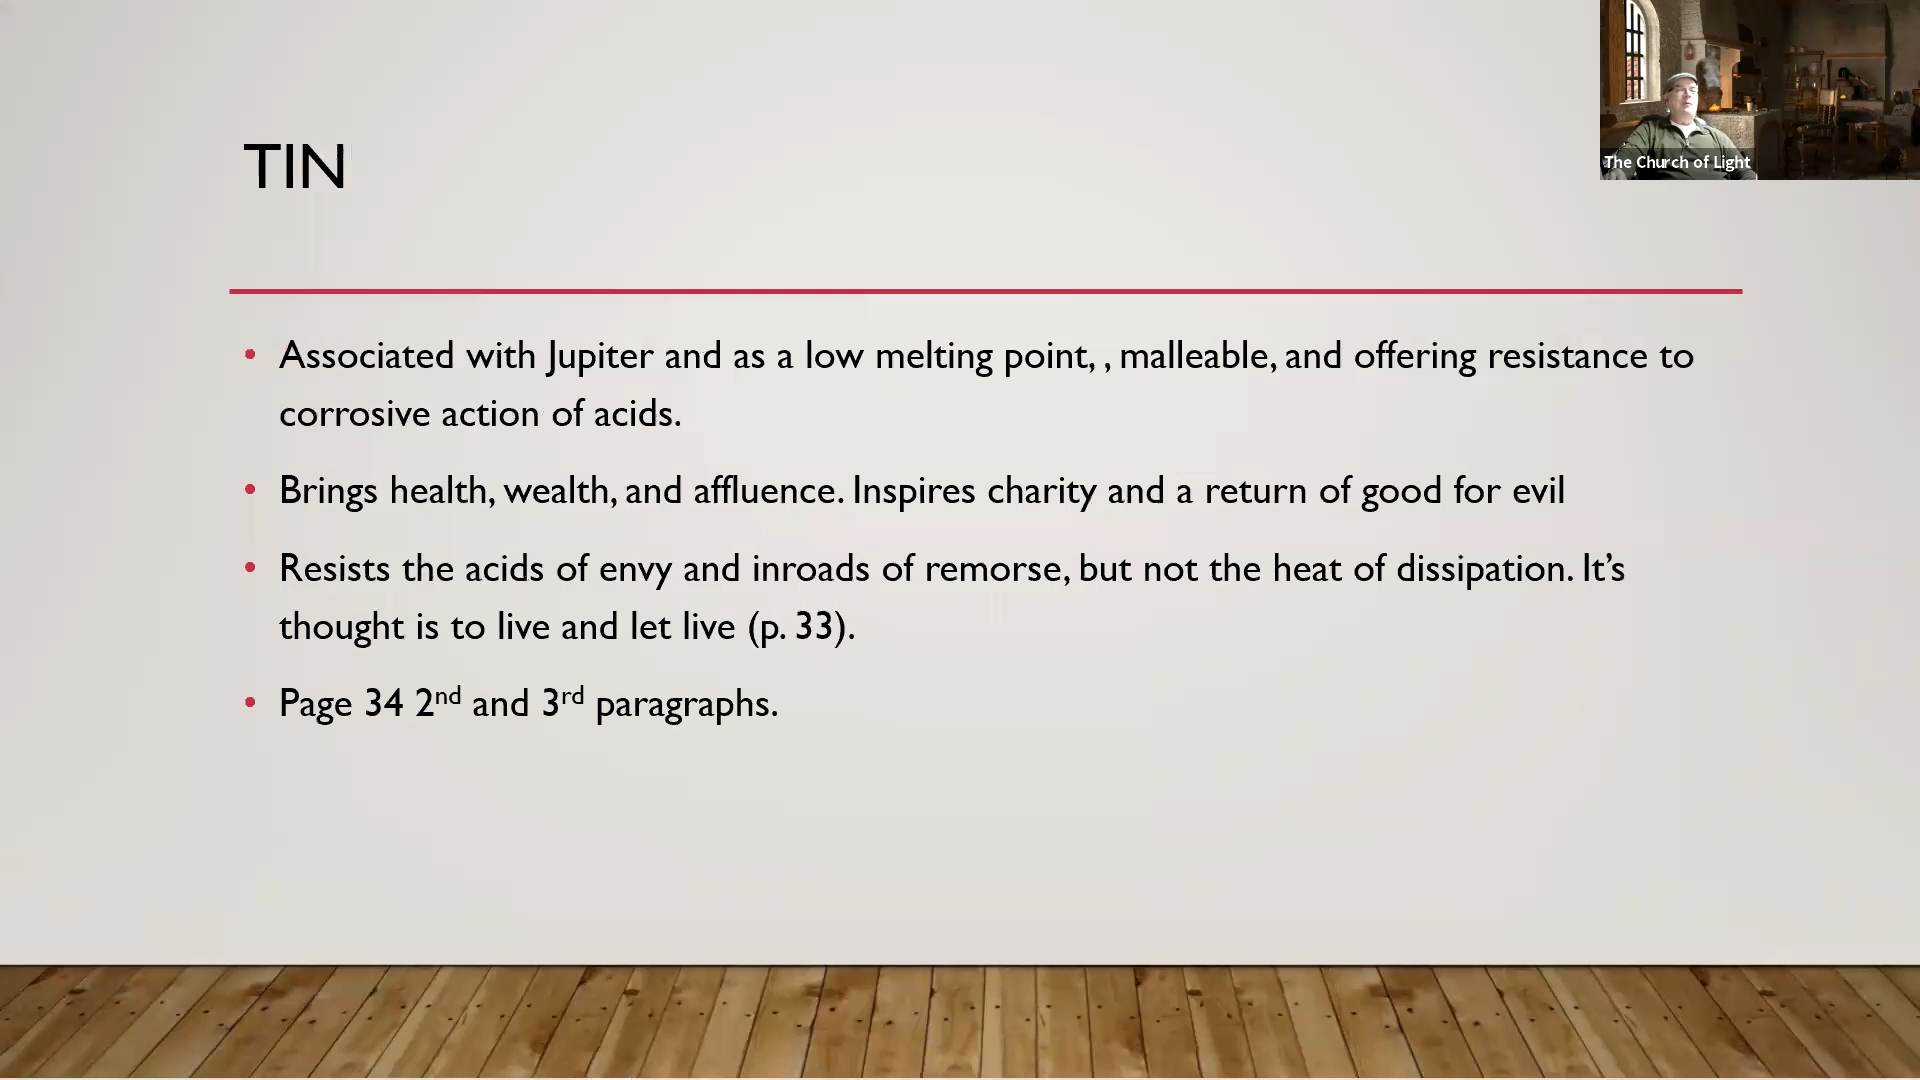 The Church of Light
TIN
• Associated with Jupiter and as a low melting point, , malleable, and offering resistance to
corrosive action of acids.
• Brings health, wealth, and affluence. Inspires charity and a return of good for evil
• Resists the acids of envy and inroads of remorse, but not the heat of dissipation. It’s
thought is to live and let live (p. 33).
• Page 34 2nd and 3rd paragraphs.